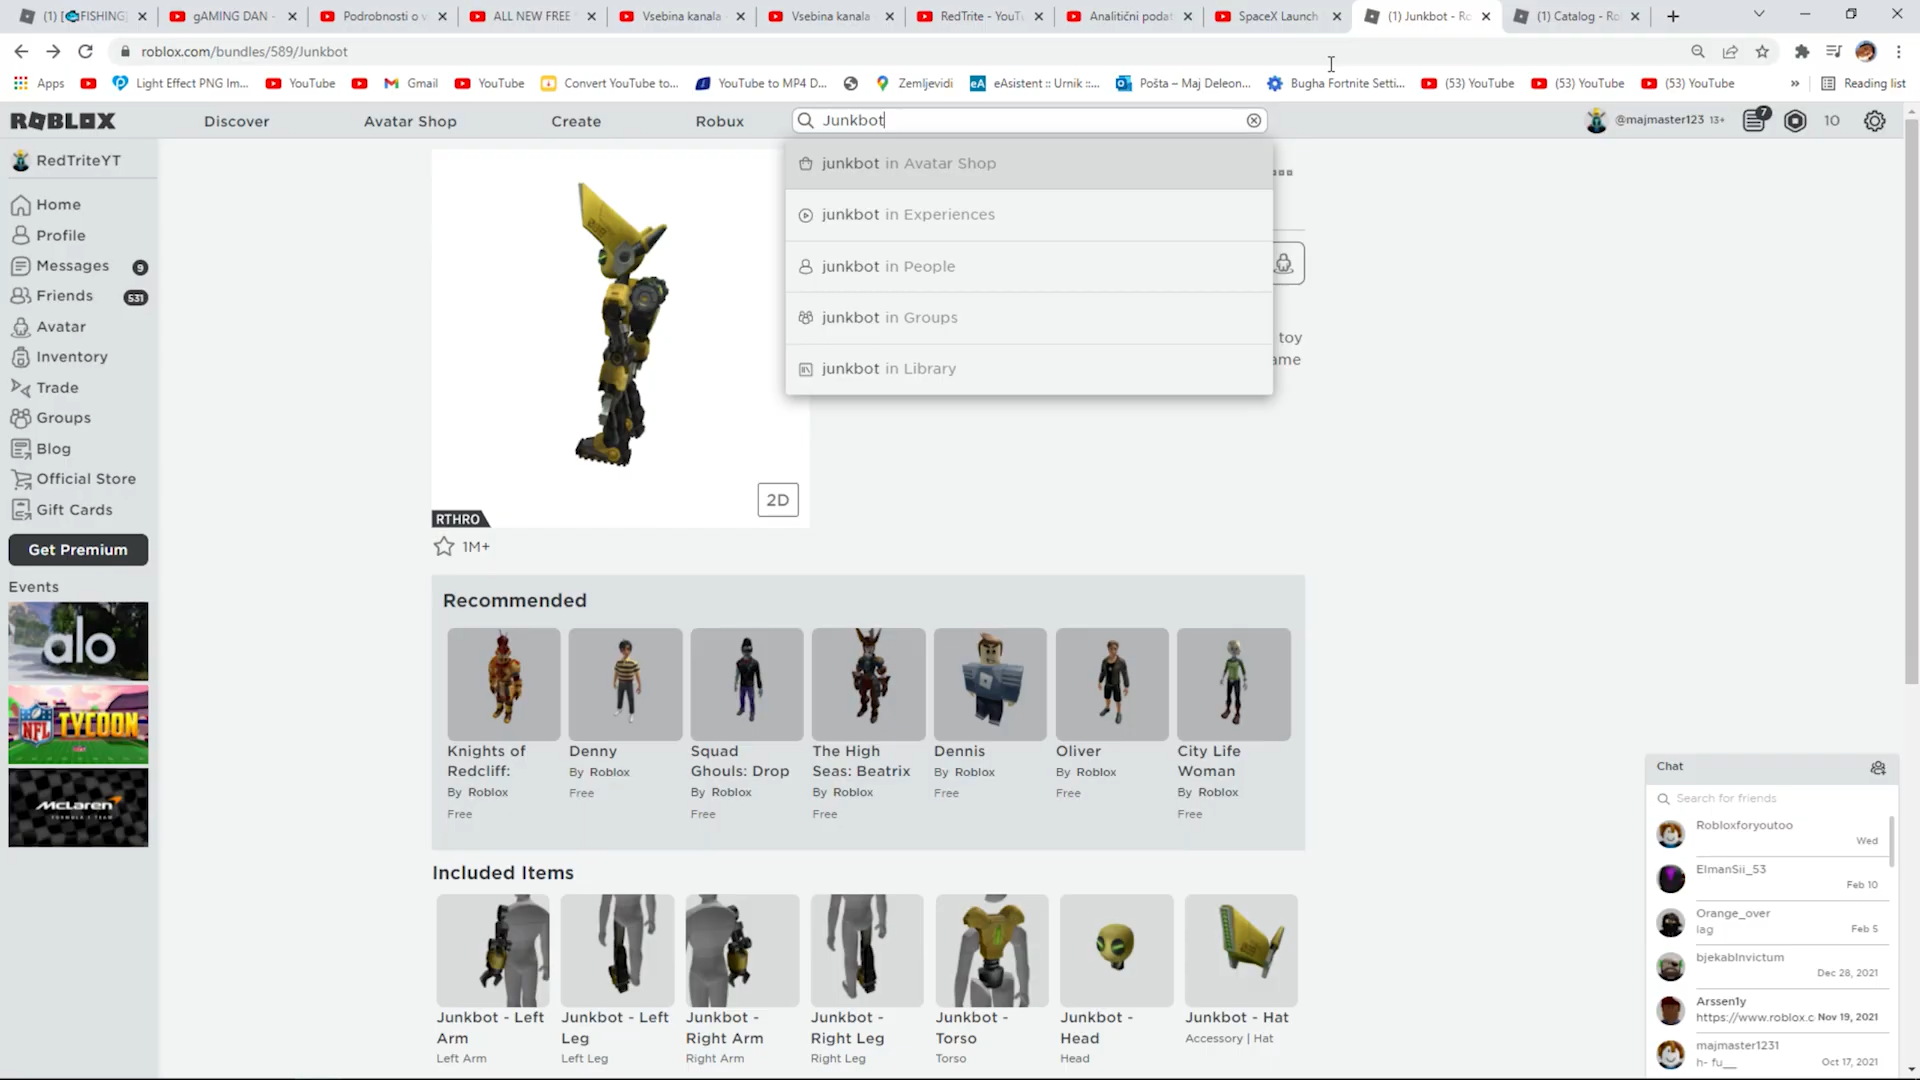 (1) [🐟FISHING]
gAMING DAN -
Podrobnosti o v
ALL NEW FREE
Vsebina kanala
Vsebina kanala
RedTrite - YouTu
Analitični podat
SpaceX Launch
(1) Junkbot - Ro
(1) Catalog - Ro
roblox.com/bundles/589/Junkbot
Apps
Light Effect PNG Im...
YouTube
Gmail
YouTube
Convert YouTube to...
YouTube to MP4 D...
Zemljevidi
eA
eAsistent :: Urnik ::...
Pošta – Maj Deleon...
Bugha Fortnite Setti...
(53) YouTube
(53) YouTube
(53) YouTube
»
Reading list
ROBLOX
Discover
Avatar Shop
Create
Robux
Junkbot
@majmaster123 13+
7
10
RedTriteYT
Home
Profile
Messages 9
Friends 531
Avatar
Inventory
Trade
Groups
Blog
Official Store
Gift Cards
Get Premium
Events
alo
NFL TYCOON
McLaren
FORMULA 1 TEAM
junkbot in Avatar Shop
junkbot in Experiences
junkbot in People
junkbot in Groups
junkbot in Library
toy
ame
2D
RTHRO
1M+
Recommended
Knights of
Redcliff:
By Roblox
Free
Denny
By Roblox
Free
Squad
Ghouls: Drop
By Roblox
Free
The High
Seas: Beatrix
By Roblox
Free
Dennis
By Roblox
Free
Oliver
By Roblox
Free
City Life
Woman
By Roblox
Free
Included Items
Junkbot - Left
Arm
Left Arm
Junkbot - Left
Leg
Left Leg
Junkbot -
Right Arm
Right Arm
Junkbot -
Right Leg
Right Leg
Junkbot -
Torso
Torso
Junkbot -
Head
Head
Junkbot - Hat
Accessory | Hat
Chat
Search for friends
Robloxforyoutoo
Wed
ElmanSii_53
Feb 10
Orange_over
lag
Feb 5
bjekabInvictum
Dec 28, 2021
Arssen1y
https://www.roblox.c Nov 19, 2021
majmaster1231
h- fu__
Oct 17, 2021